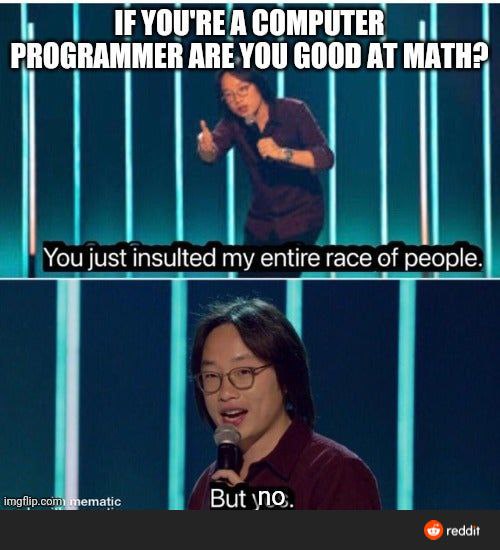 IF YOU'RE A COMPUTER
PROGRAMMER ARE YOU GOOD AT MATH?
You just insulted my entire race of people.
But no.
imgflip.com mematic
reddit